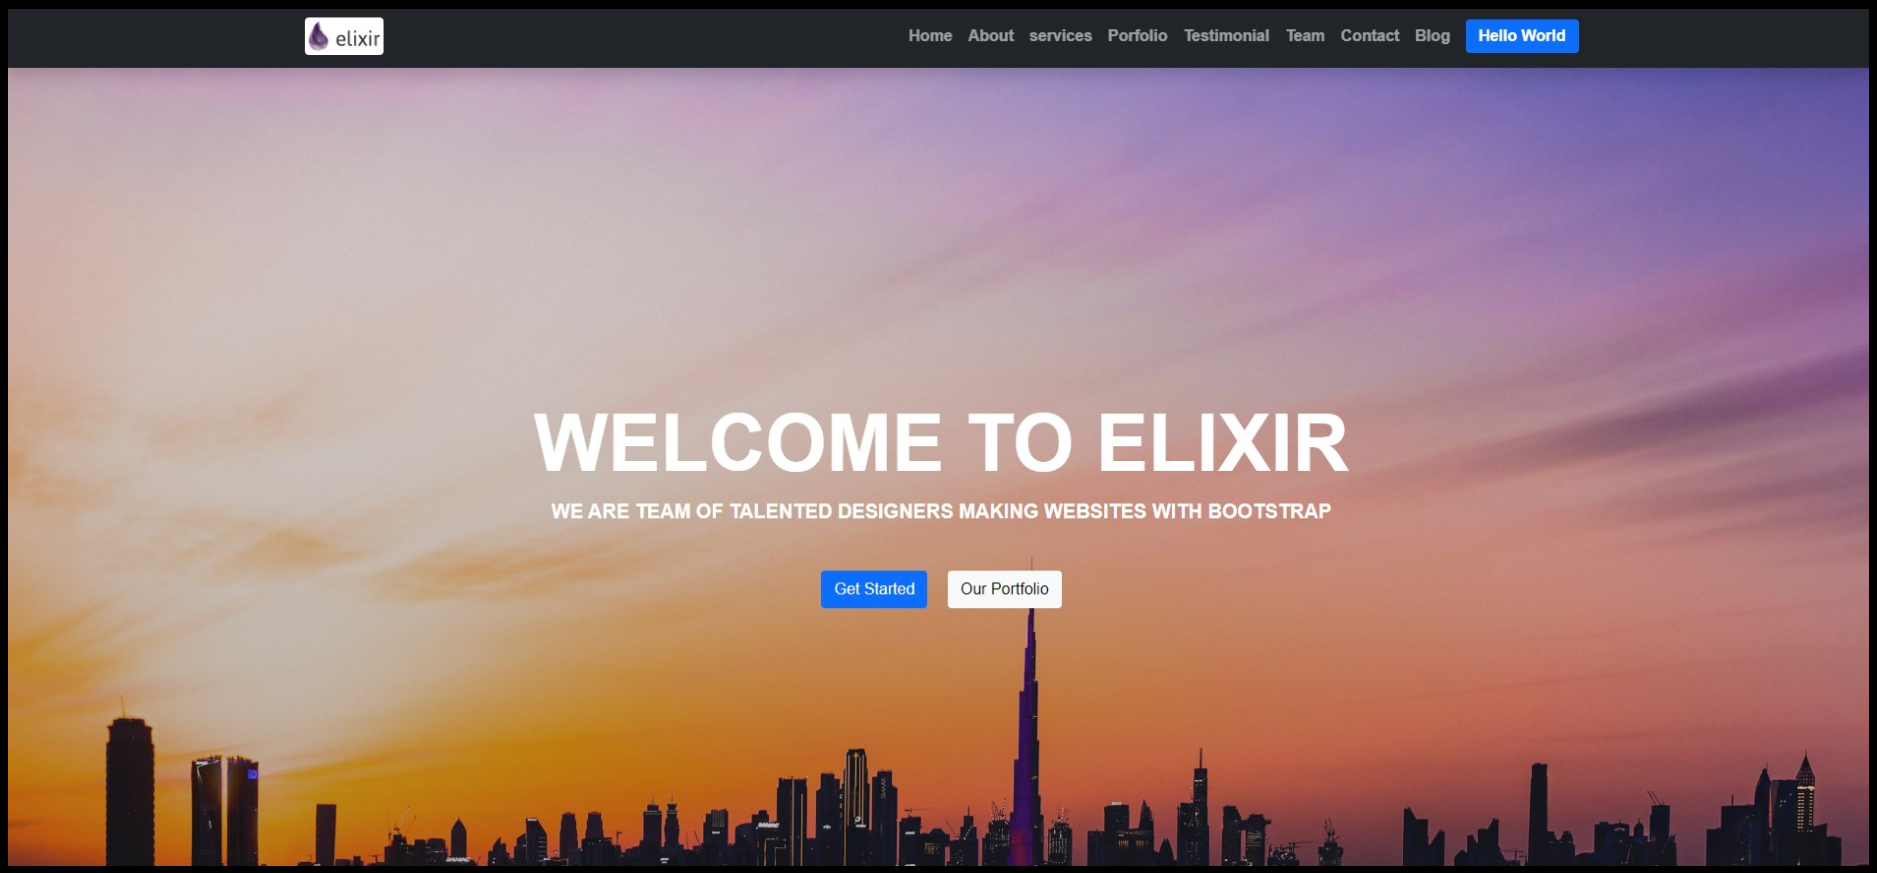 elixir
Home About services Porfolio Testimonial Team Contact Blog Hello World
WELCOME TO ELIXIR
WE ARE TEAM OF TALENTED DESIGNERS MAKING WEBSITES WITH BOOTSTRAP
Get Started Our Portfolio
DAMAC